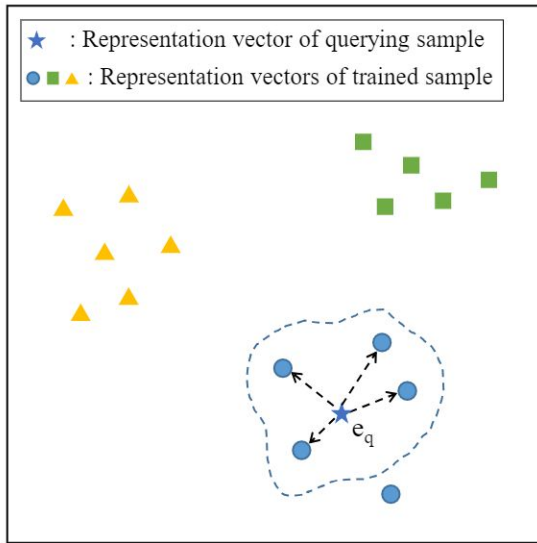 : Representation vector of querying sample
: Representation vectors of trained sample
e_q